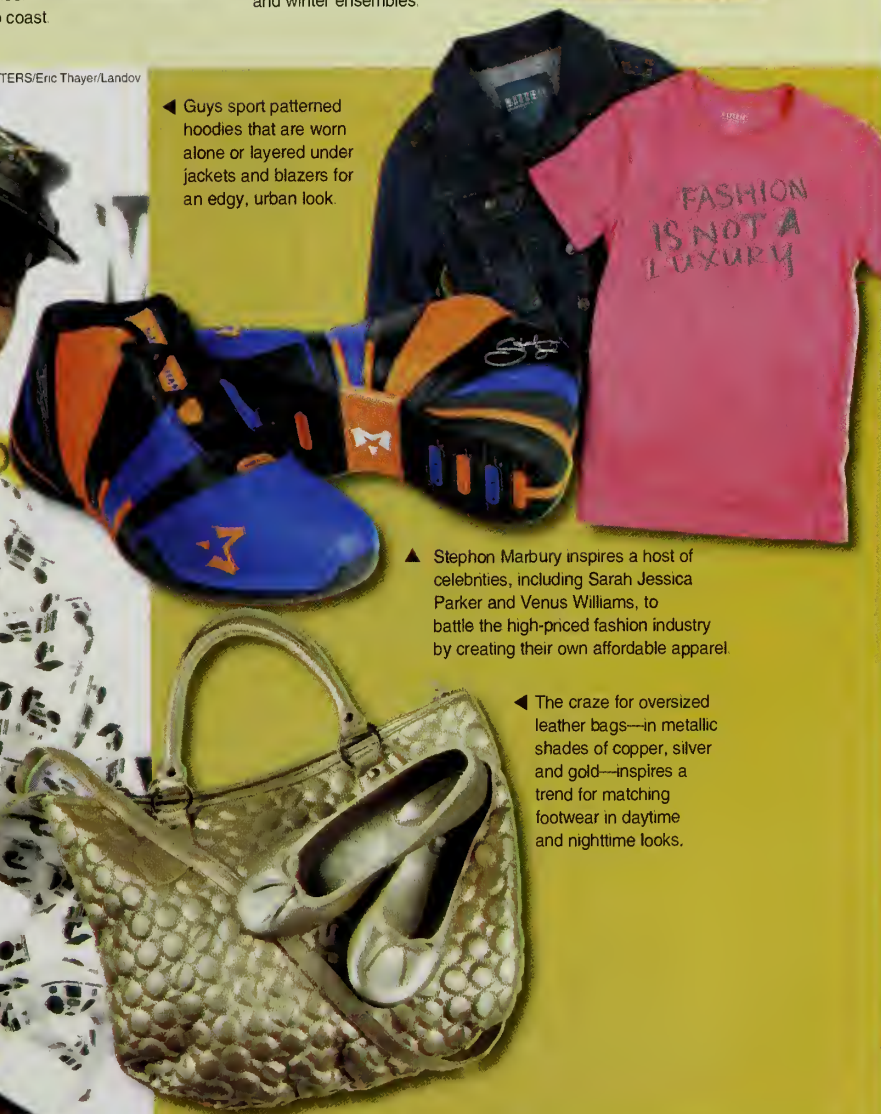 coast.
and winter ensembles.
TERS/Eric Thayer/Landov
◀ Guys sport patterned
hoodies that are worn
alone or layered under
jackets and blazers for
an edgy, urban look.
BITTEN
FASHION
IS NOT A
LUXURY
▲ Stephon Marbury inspires a host of
celebrities, including Sarah Jessica
Parker and Venus Williams, to
battle the high-priced fashion industry
by creating their own affordable apparel.
◀ The craze for oversized
leather bags—in metallic
shades of copper, silver
and gold—inspires a
trend for matching
footwear in daytime
and nighttime looks.